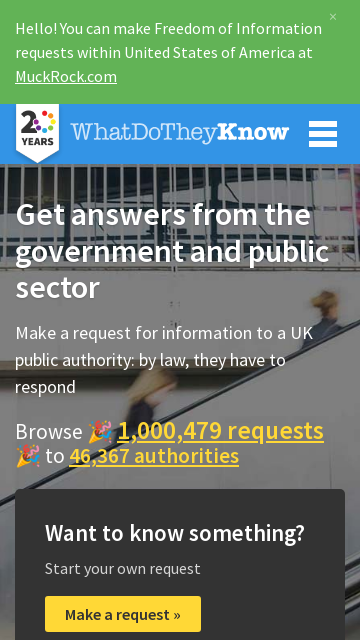 Hello! You can make Freedom of Information
requests within United States of America at
MuckRock.com
×
20
YEARS
WhatDoTheyKnow
Get answers from the
government and public
sector
Make a request for information to a UK
public authority: by law, they have to
respond
Browse 🎉 1,000,479 requests
🎉 to 46,367 authorities
Want to know something?
Start your own request
Make a request »